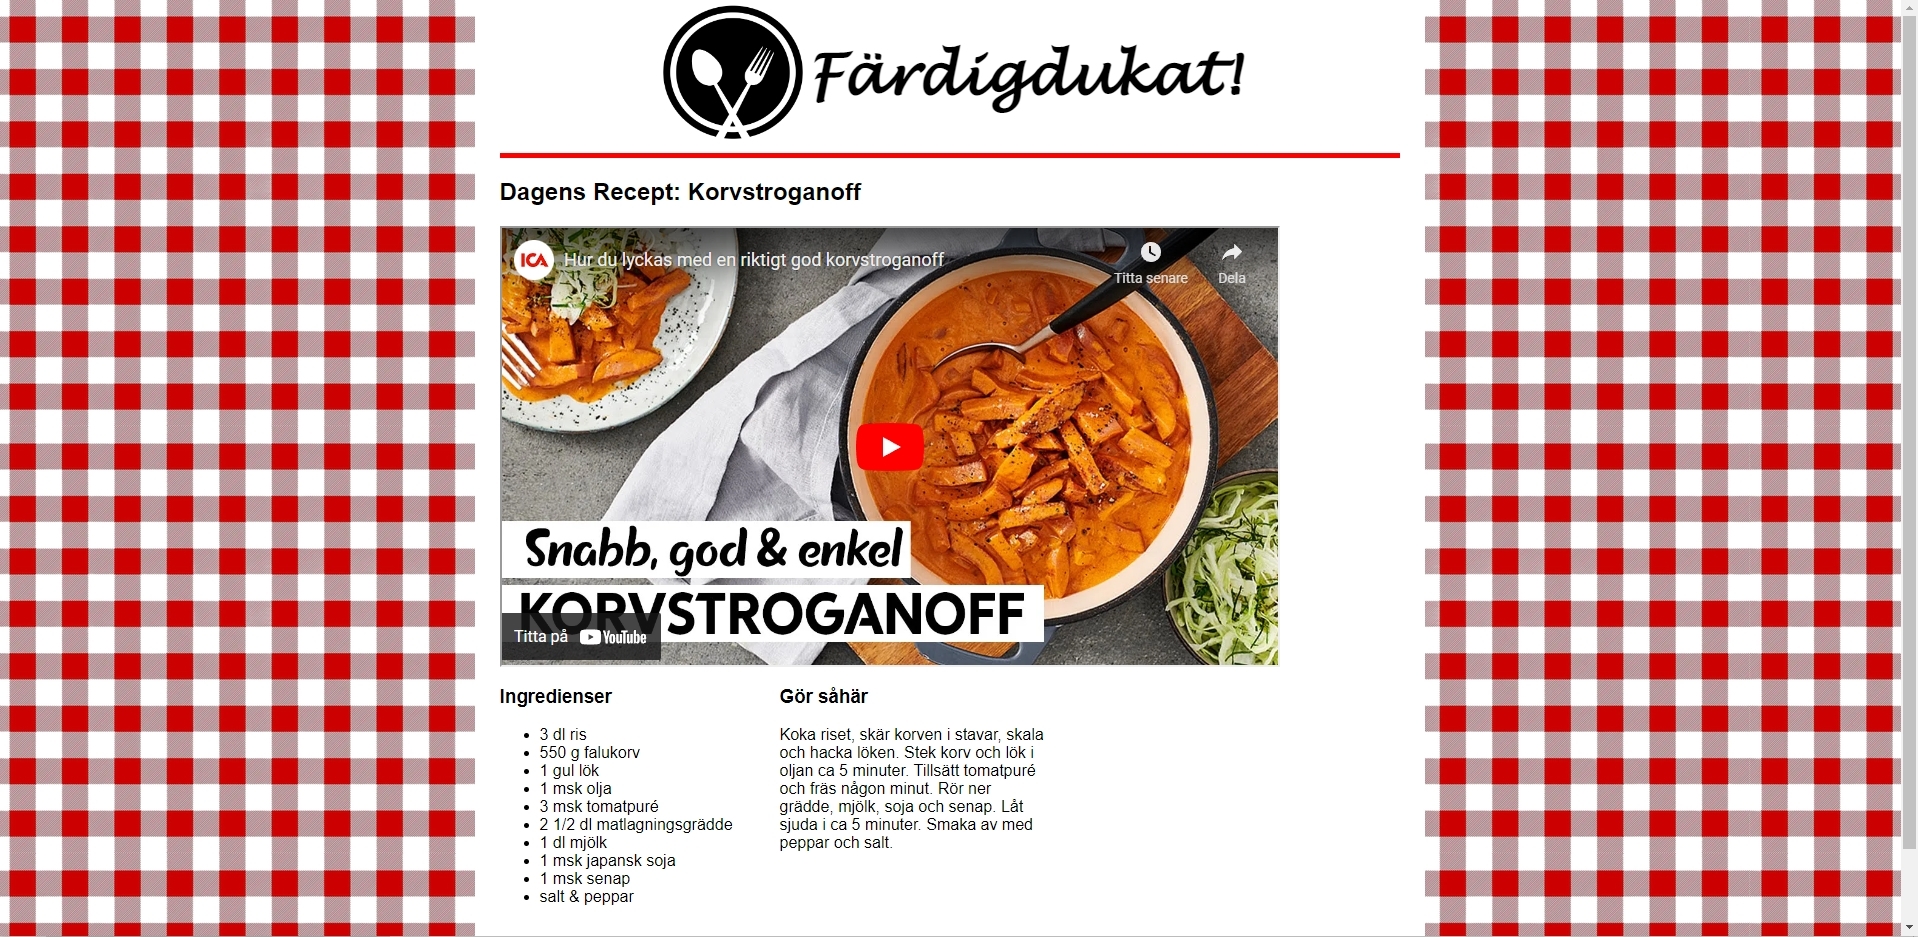 Färdigdukat!
Dagens Recept: Korvstroganoff
ICA
Hur du lyckas med en riktigt god korvstroganoff
Titta senare
Dela
Snabb, god & enkel
KORVSTROGANOFF
Titta på YouTube
Ingredienser
3 dl ris
550 g falukorv
1 gul lök
1 msk olja
3 msk tomatpuré
2 1/2 dl matlagningsgrädde
1 dl mjölk
1 msk japansk soja
1 msk senap
salt & peppar
Gör såhär
Koka riset, skär korven i stavar, skala
och hacka löken. Stek korv och lök i
oljan ca 5 minuter. Tillsätt tomatpuré
och fräs någon minut. Rör ner
grädde, mjölk, soja och senap. Låt
sjuda i ca 5 minuter. Smaka av med
peppar och salt.